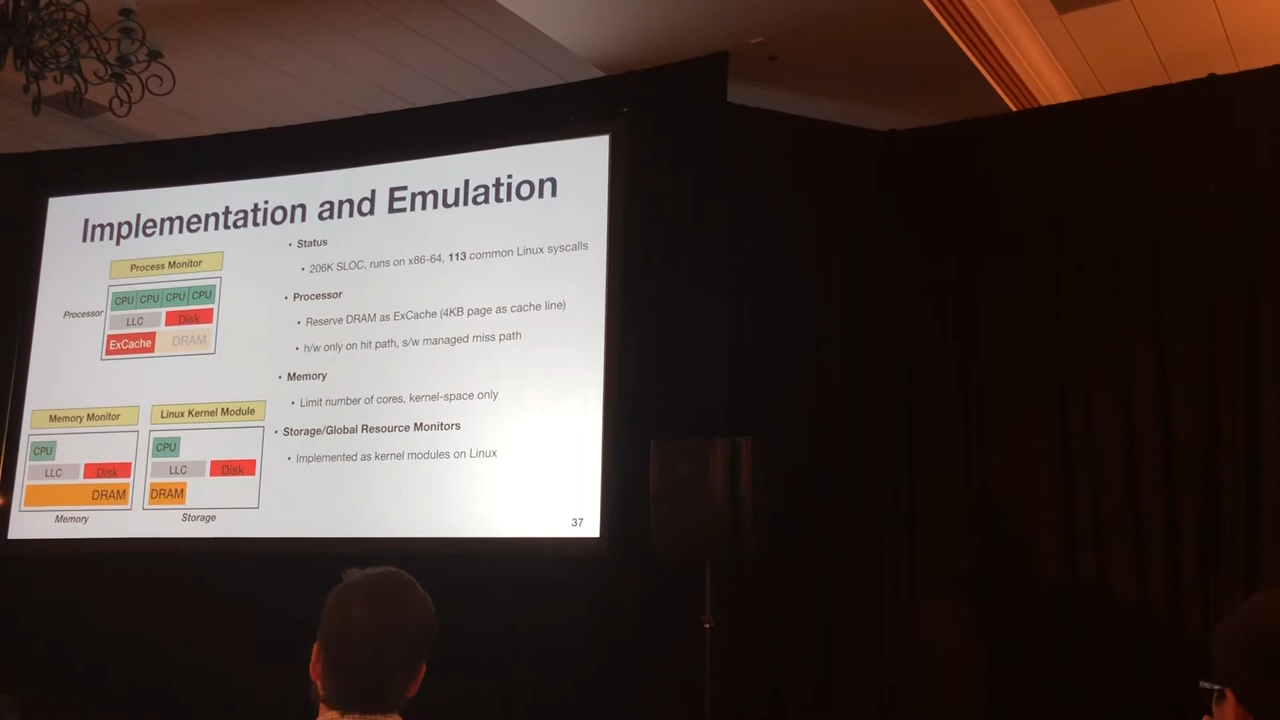 Implementation and Emulation
Process Monitor
Processor
CPU CPU CPU CPU
LLC Disk
ExCache DRAM
Memory Monitor
CPU
LLC Disk
DRAM
Memory
Linux Kernel Module
CPU
LLC Disk
DRAM
Storage
• Status
• 206K SLOC, runs on x86-64, 113 common Linux syscalls
• Processor
• Reserve DRAM as ExCache (4KB page as cache line)
• h/w only on hit path, s/w managed miss path
• Memory
• Limit number of cores, kernel-space only
• Storage/Global Resource Monitors
• Implemented as kernel modules on Linux
37